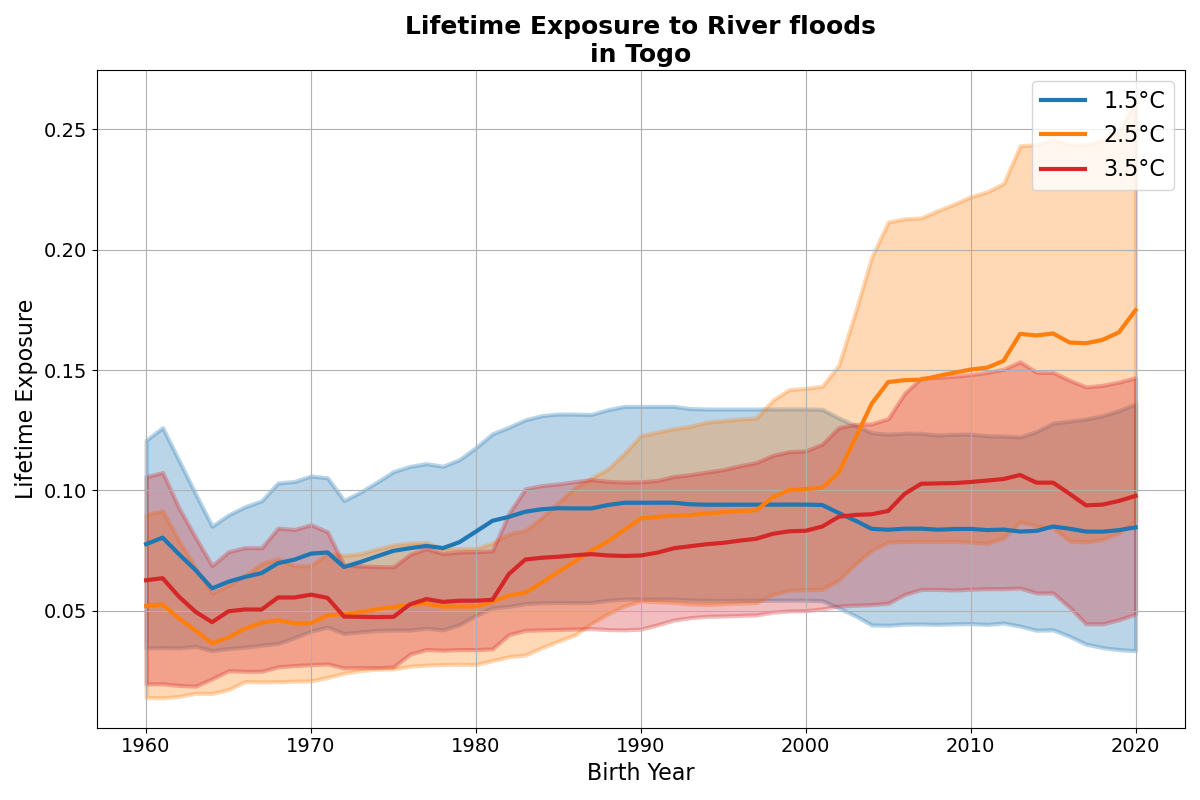 Lifetime Exposure to River floods
in Togo
1.5°C
2.5°C
3.5°C
Lifetime Exposure
0.25
0.20
0.15
0.10
0.05
1960 1970 1980 1990 2000 2010 2020
Birth Year